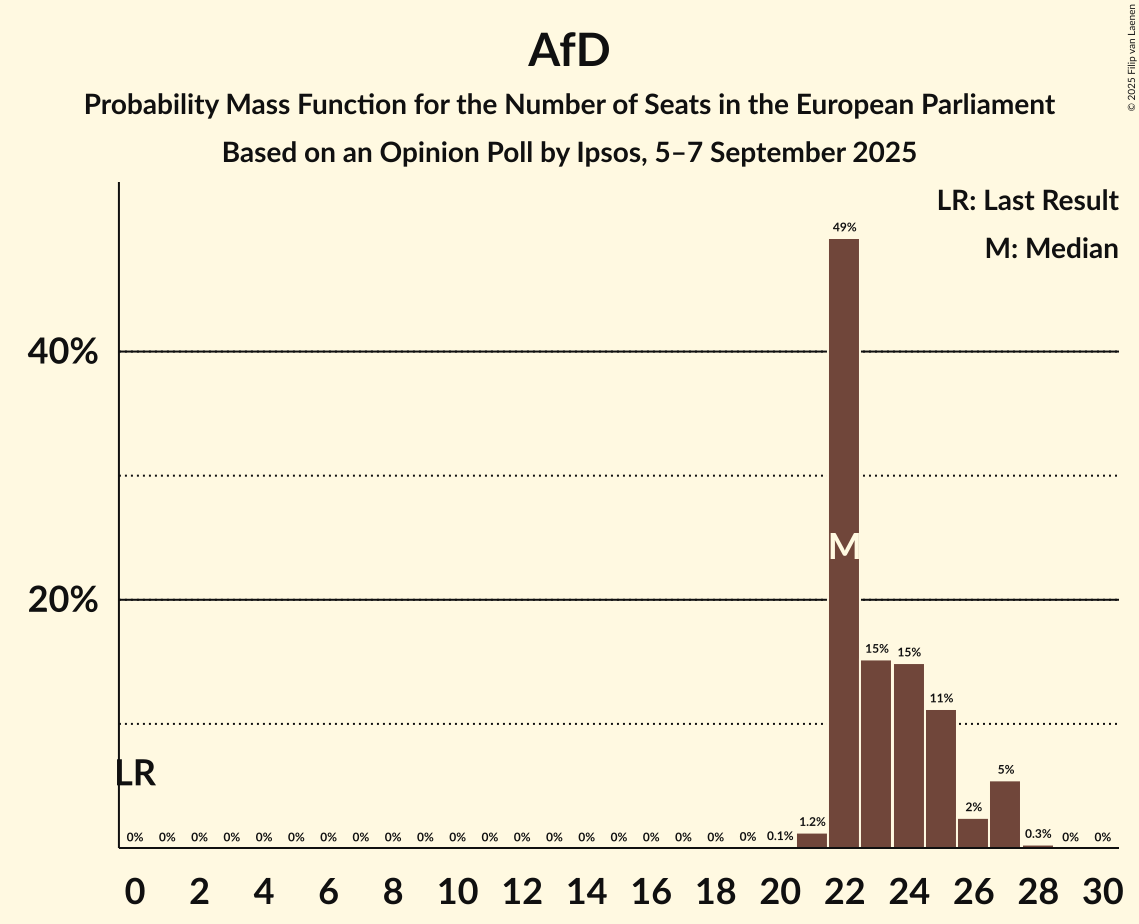 AfD
Probability Mass Function for the Number of Seats in the European Parliament
Based on an Opinion Poll by Ipsos, 5–7 September 2025
© 2025 Filip van Laenen
LR: Last Result
M: Median
49%
40%
M
20%
15% 15%
11%
LR
5%
2%
1.2%
0% 0% 0% 0% 0% 0% 0% 0% 0% 0% 0% 0% 0% 0% 0% 0% 0% 0% 0% 0% 0.1% 0.3% 0% 0%
0 2 4 6 8 10 12 14 16 18 20 22 24 26 28 30